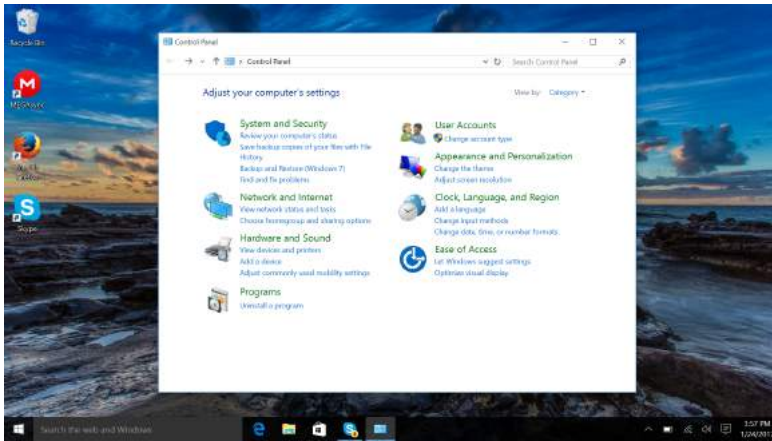 Recycle Bin
MEGAsync
Skype
Control Panel
Control Panel
Search Control Panel
Adjust your computer's settings
View by: Category
System and Security
Review your computer's status
Save backup copies of your files with File
History
Backup and Restore (Windows 7)
Find and fix problems
Network and Internet
View network status and tasks
Choose homegroup and sharing options
Hardware and Sound
View devices and printers
Add a device
Adjust commonly used mobility settings
Programs
Uninstall a program
User Accounts
Change account type
Appearance and Personalization
Change the theme
Adjust screen resolution
Clock, Language, and Region
Add a language
Change input methods
Change date, time, or number formats
Ease of Access
Let Windows suggest settings
Optimize visual display
Search the web and Windows
3:57 PM
1/24/201